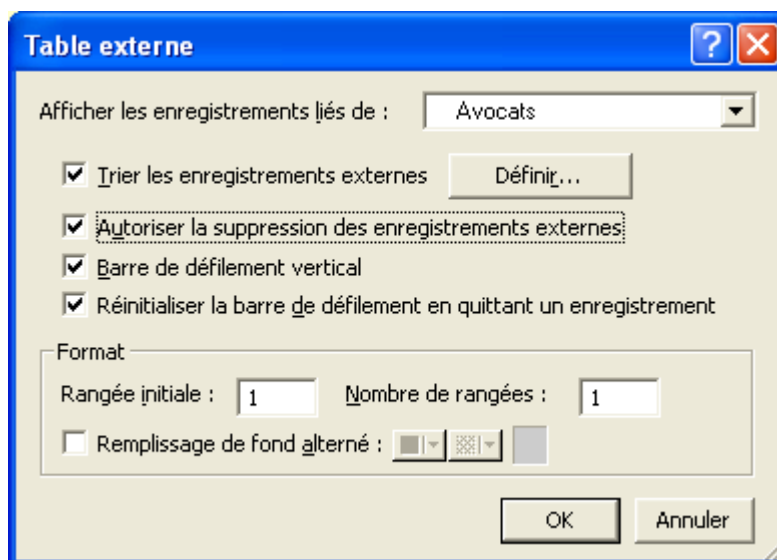 Table externe
Afficher les enregistrements liés de : Avocats
Trier les enregistrements externes Définir...
Autoriser la suppression des enregistrements externes
Barre de défilement vertical
Réinitialiser la barre de défilement en quittant un enregistrement
Format
Rangée initiale : 1 Nombre de rangées : 1
Remplissage de fond alterné :
OK Annuler